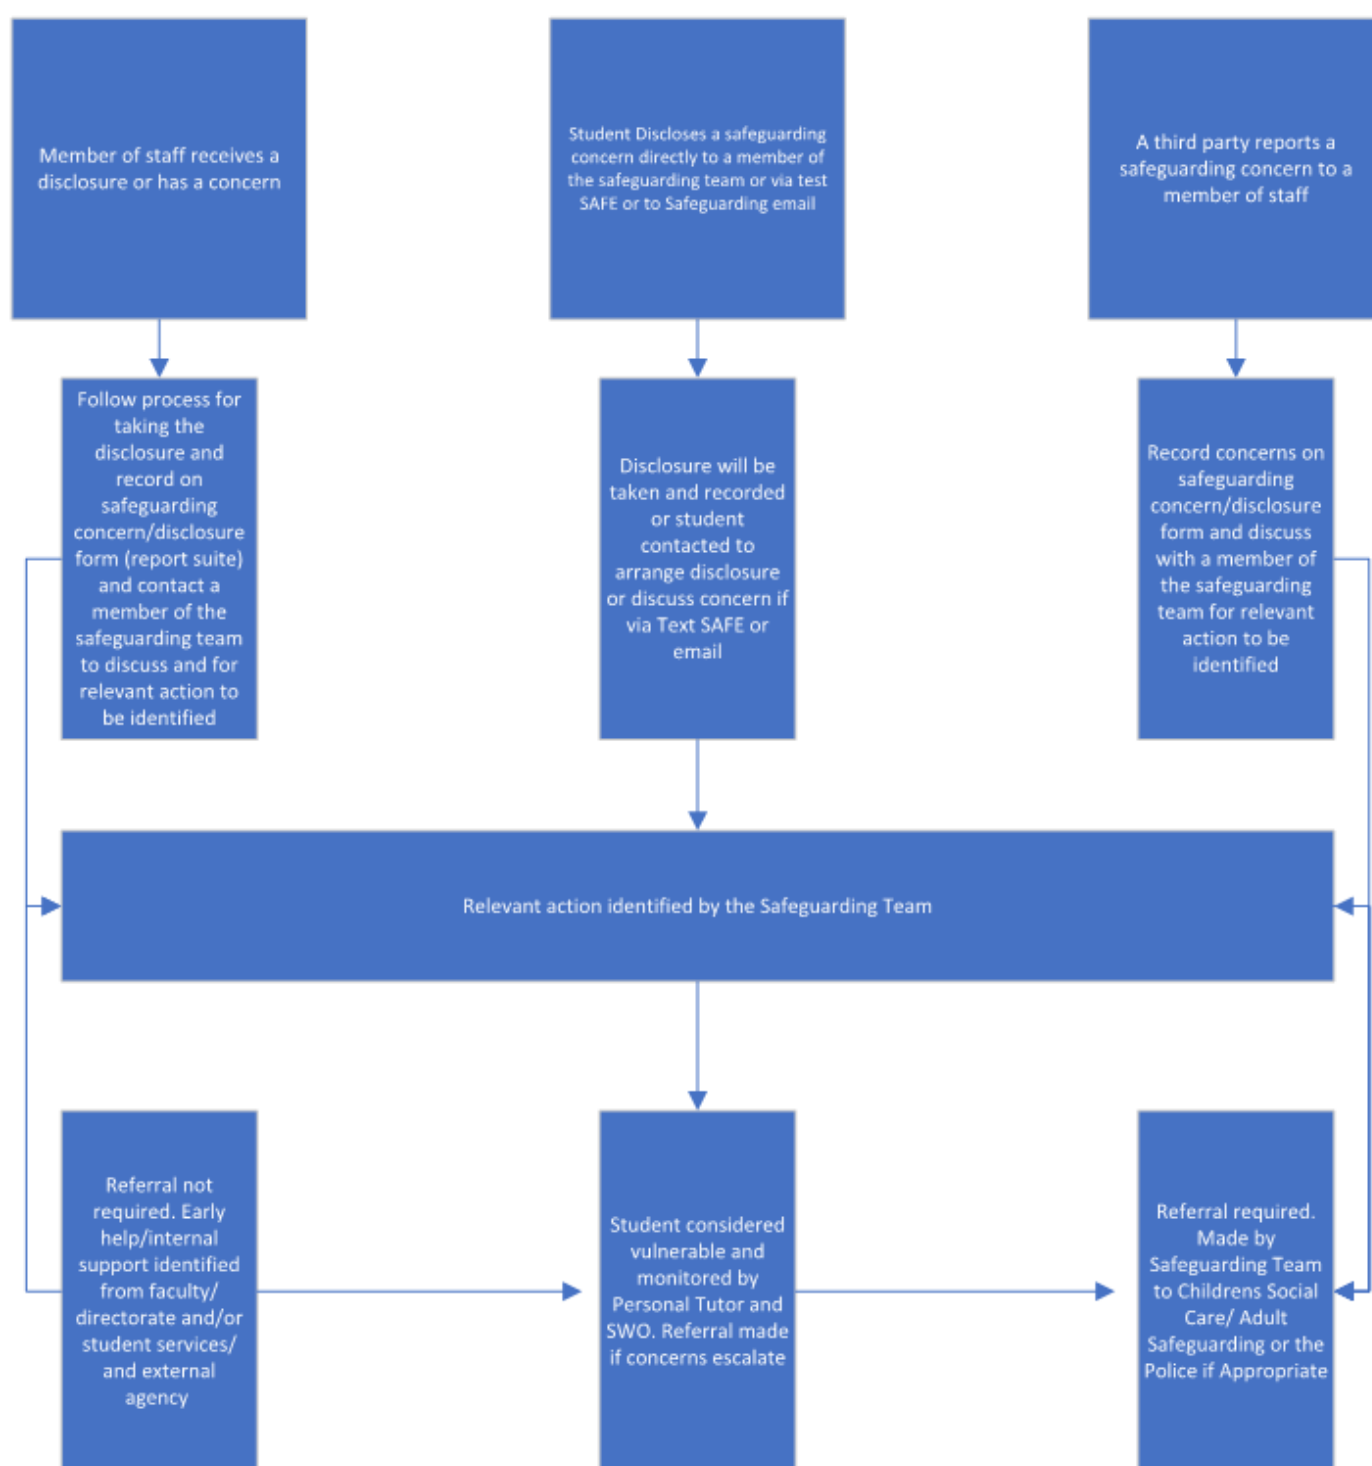 Member of staff receives a
disclosure or has a concern
Student Discloses a safeguarding
concern directly to a member of
the safeguarding team or via test
SAFE or to Safeguarding email
A third party reports a
safeguarding concern to a
member of staff
Follow process for
taking the
disclosure and
record on
safeguarding
concern/disclosure
form (report suite)
and contact a
member of the
safeguarding team
to discuss and for
relevant action to
be identified
Disclosure will be
taken and recorded
or student
contacted to
arrange disclosure
or discuss concern if
via Text SAFE or
email
Record concerns on
safeguarding
concern/disclosure
form and discuss
with a member of
the safeguarding
team for relevant
action to be
identified
Relevant action identified by the Safeguarding Team
Referral not
required. Early
help/internal
support identified
from faculty/
directorate and/or
student services/
and external
agency
Student considered
vulnerable and
monitored by
Personal Tutor and
SWO. Referral made
if concerns escalate
Referral required.
Made by
Safeguarding Team
to Childrens Social
Care/ Adult
Safeguarding or the
Police if Appropriate